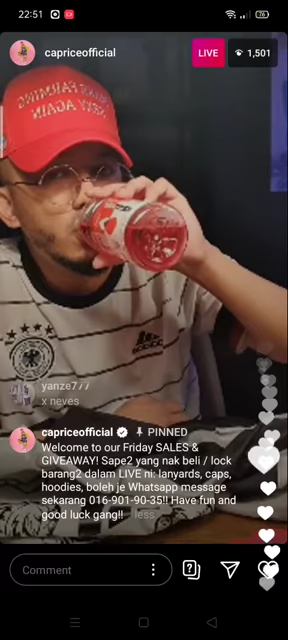 22:51
76
capriceofficial
LIVE
1,501
adidas
yanze777
x neves
capriceofficial PINNED
Welcome to our Friday SALES &
GIVEAWAY! Sape2 yang nak beli / lock
barang2 dalam LIVE ni: lanyards, caps,
hoodies, boleh je Whatsapp message
sekarang 016-901-90-35!! Have fun and
good luck gang!! less
Comment